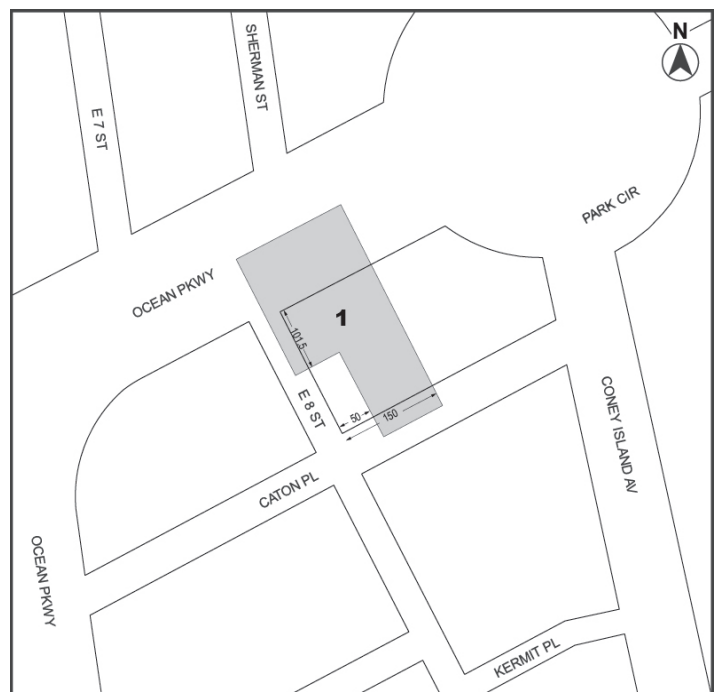 N
SHERMAN ST
E 7 ST
PARK CIR
OCEAN PKWY
1
101.5
E 8 ST
50
150
CONEY ISLAND AV
CATON PL
OCEAN PKWY
KERMIT PL